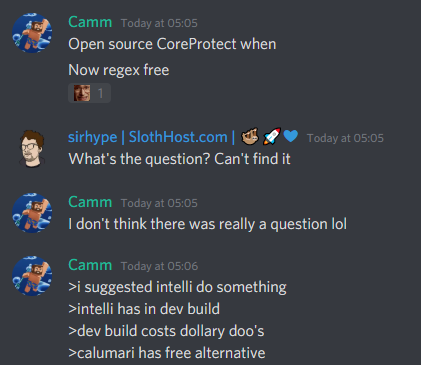 Camm Today at 05:05
Open source CoreProtect when
Now regex free
1
sirhype | SlothHost.com | 🦥🚀💙 Today at 05:05
What's the question? Can't find it
Camm Today at 05:05
I don't think there was really a question lol
Camm Today at 05:06
>i suggested intelli do something
>intelli has in dev build
>dev build costs dollary doo's
>calumari has free alternative